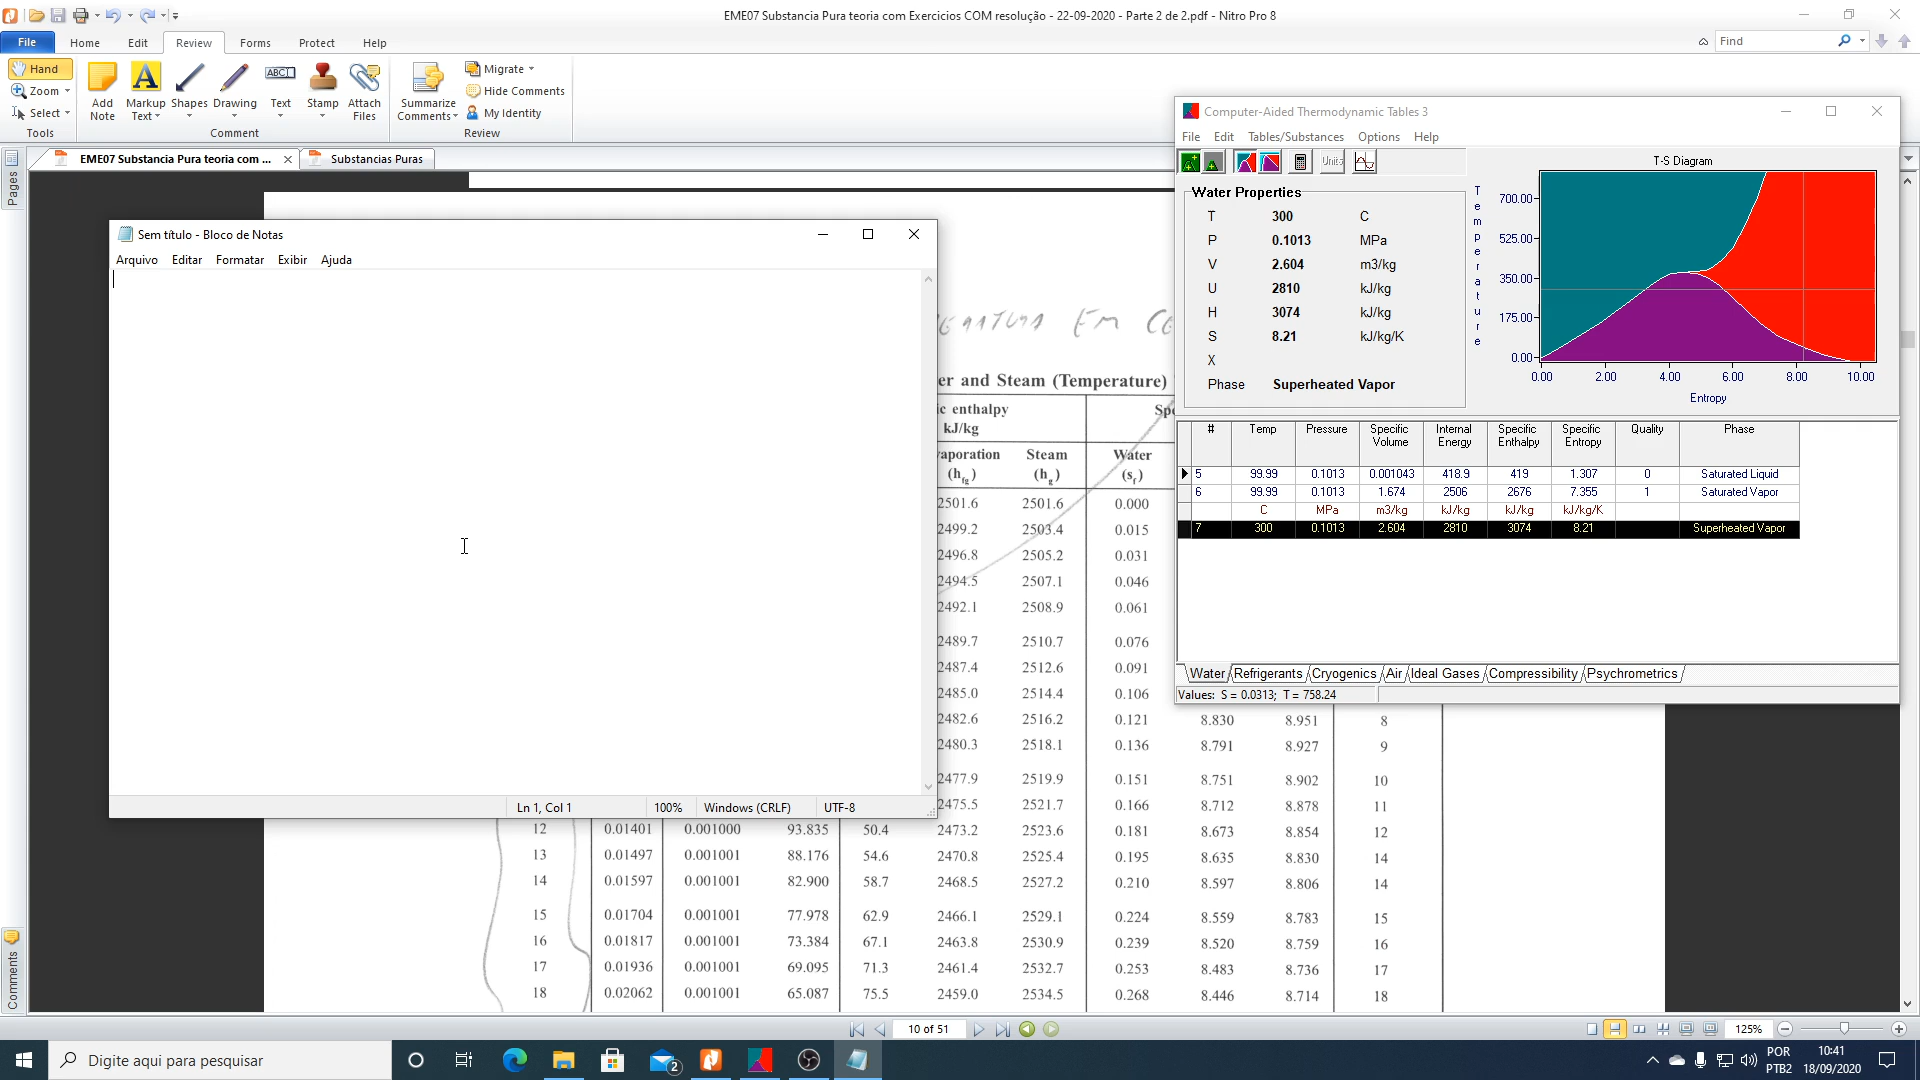 EME07 Substancia Pura teoria com Exercicios COM resolução - 22-09-2020 - Parte 2 de 2.pdf - Nitro Pro 8
File Home Edit Review Forms Protect Help
Find
Hand
Zoom
Select
Tools
Add Note
Markup Text
Shapes
Drawing
Text
Stamp
Attach Files
Comment
Summarize Comments
Migrate
Hide Comments
My Identity
Review
EME07 Substancia Pura teoria com ...
Substancias Puras
Pages
Comments
Sem título - Bloco de Notas
Arquivo Editar Formatar Exibir Ajuda
Ln 1, Col 1 100% Windows (CRLF) UTF-8
Em
er and Steam (Temperature)
ic enthalpy
kJ/kg
aporation Steam Water
(hfg) (hg) (sf)
2501.6 2501.6 0.000
2499.2 2503.4 0.015
2496.8 2505.2 0.031
2494.5 2507.1 0.046
2492.1 2508.9 0.061
2489.7 2510.7 0.076
2487.4 2512.6 0.091
2485.0 2514.4 0.106
2482.6 2516.2 0.121 8.830 8.951 8
2480.3 2518.1 0.136 8.791 8.927 9
2477.9 2519.9 0.151 8.751 8.902 10
2475.5 2521.7 0.166 8.712 8.878 11
12 0.01401 0.001000 93.835 50.4 2473.2 2523.6 0.181 8.673 8.854 12
13 0.01497 0.001001 88.176 54.6 2470.8 2525.4 0.195 8.635 8.830 14
14 0.01597 0.001001 82.900 58.7 2468.5 2527.2 0.210 8.597 8.806 14
15 0.01704 0.001001 77.978 62.9 2466.1 2529.1 0.224 8.559 8.783 15
16 0.01817 0.001001 73.384 67.1 2463.8 2530.9 0.239 8.520 8.759 16
17 0.01936 0.001001 69.095 71.3 2461.4 2532.7 0.253 8.483 8.736 17
18 0.02062 0.001001 65.087 75.5 2459.0 2534.5 0.268 8.446 8.714 18
Computer-Aided Thermodynamic Tables 3
File Edit Tables/Substances Options Help
Units
Water Properties
T 300 C
P 0.1013 MPa
V 2.604 m3/kg
U 2810 kJ/kg
H 3074 kJ/kg
S 8.21 kJ/kg/K
X
Phase Superheated Vapor
T-S Diagram
Temperature
700.00
525.00
350.00
175.00
0.00
0.00 2.00 4.00 6.00 8.00 10.00
Entropy
# Temp Pressure Specific Volume Internal Energy Specific Enthalpy Specific Entropy Quality Phase
5 99.99 0.1013 0.001043 418.9 419 1.307 0 Saturated Liquid
6 99.99 0.1013 1.674 2506 2676 7.355 1 Saturated Vapor
C MPa m3/kg kJ/kg kJ/kg kJ/kg/K
7 300 0.1013 2.604 2810 3074 8.21 Superheated Vapor
Water Refrigerants Cryogenics Air Ideal Gases Compressibility Psychrometrics
Values: S = 0.0313; T = 758.24
10 of 51
125%
Digite aqui para pesquisar
2
POR
PTB2
10:41
18/09/2020